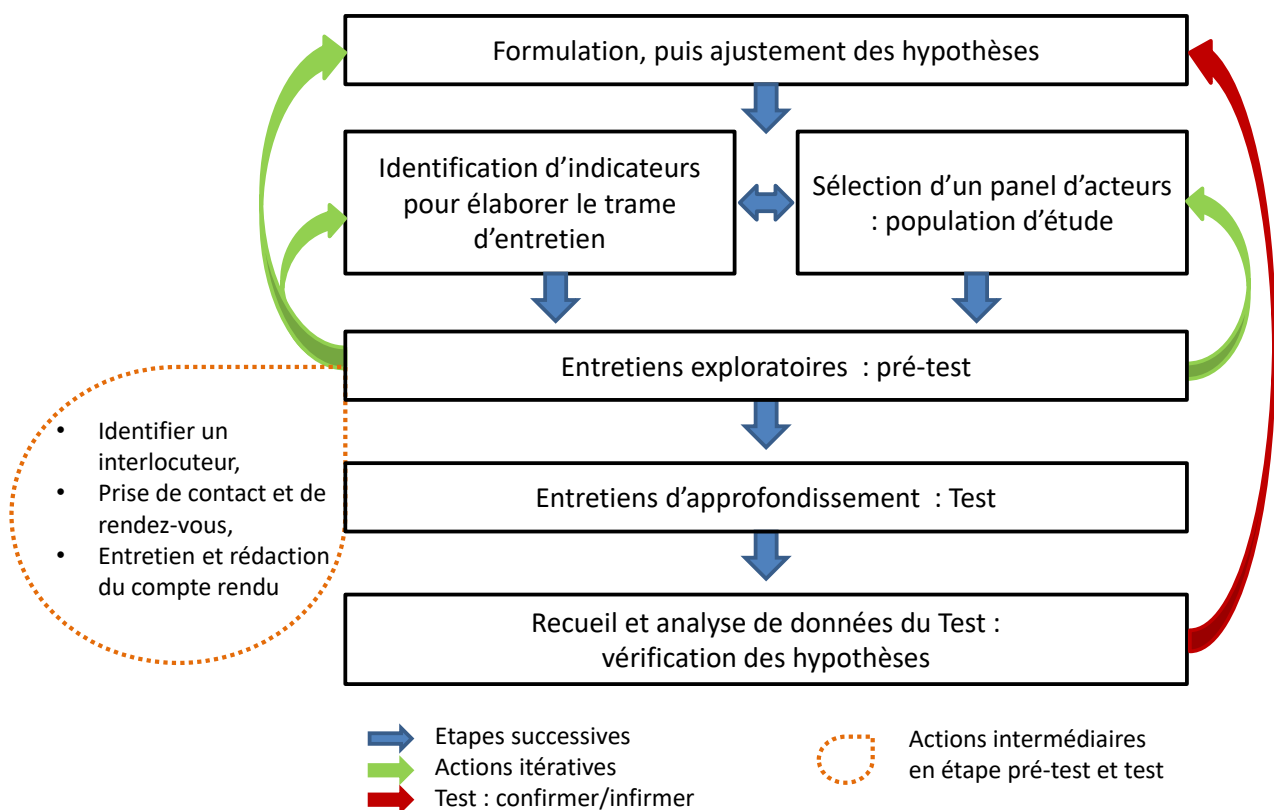 Formulation, puis ajustement des hypothèses
Identification d’indicateurs
pour élaborer le trame
d’entretien
Sélection d’un panel d’acteurs
: population d’étude
Entretiens exploratoires : pré-test
• Identifier un
interlocuteur,
• Prise de contact et de
rendez-vous,
• Entretien et rédaction
du compte rendu
Entretiens d’approfondissement : Test
Recueil et analyse de données du Test :
vérification des hypothèses
Etapes successives
Actions itératives
Test : confirmer/infirmer
Actions intermédiaires
en étape pré-test et test